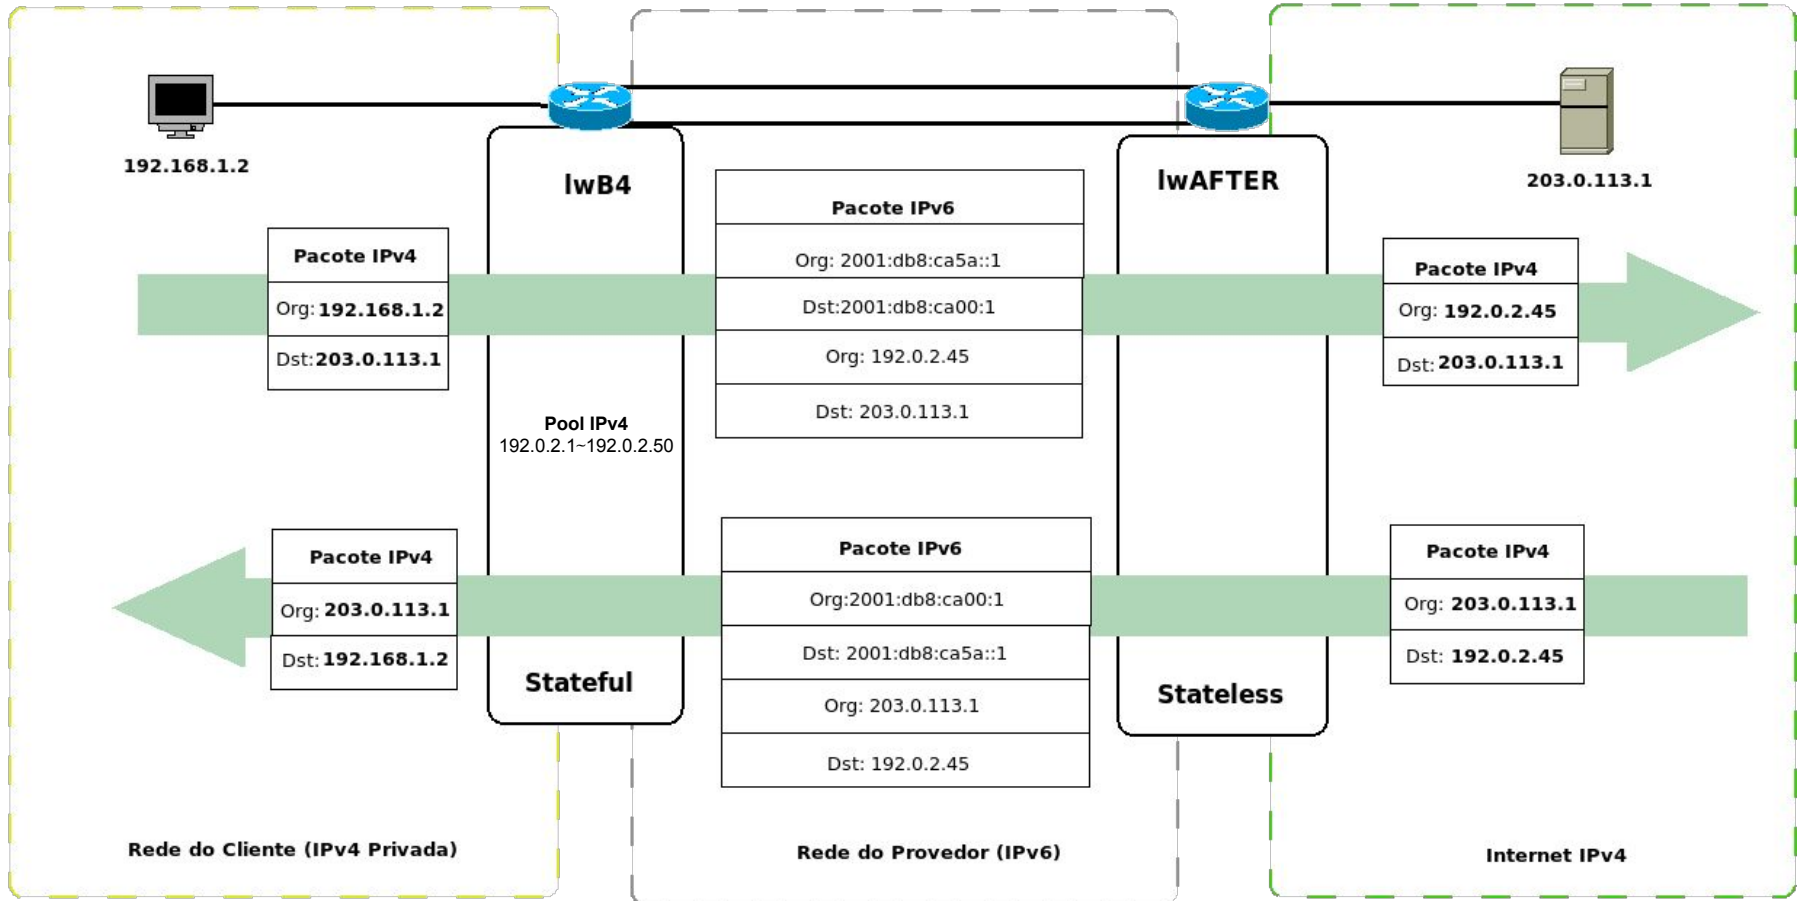 192.168.1.2
203.0.113.1
lwB4
lwAFTER
Pacote IPv4
Org: 192.168.1.2
Dst: 203.0.113.1
Pacote IPv6
Org: 2001:db8:ca5a::1
Dst:2001:db8:ca00:1
Org: 192.0.2.45
Dst: 203.0.113.1
Pacote IPv4
Org: 192.0.2.45
Dst: 203.0.113.1
Pool IPv4
192.0.2.1~192.0.2.50
Pacote IPv4
Org: 203.0.113.1
Dst: 192.168.1.2
Pacote IPv6
Org:2001:db8:ca00:1
Dst: 2001:db8:ca5a::1
Org: 203.0.113.1
Dst: 192.0.2.45
Pacote IPv4
Org: 203.0.113.1
Dst: 192.0.2.45
Stateful
Stateless
Rede do Cliente (IPv4 Privada)
Rede do Provedor (IPv6)
Internet IPv4